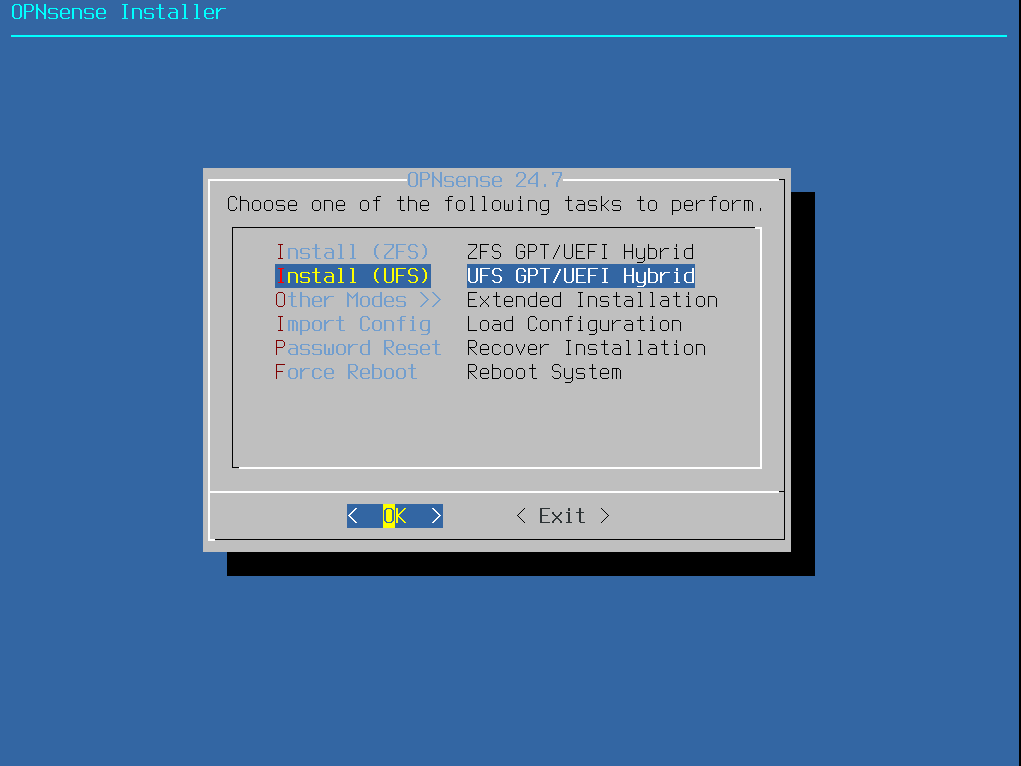 OPNsense Installer
OPNsense 24.7
Choose one of the following tasks to perform.
Install (ZFS) ZFS GPT/UEFI Hybrid
Install (UFS) UFS GPT/UEFI Hybrid
Other Modes >> Extended Installation
Import Config Load Configuration
Password Reset Recover Installation
Force Reboot Reboot System
< OK > < Exit >